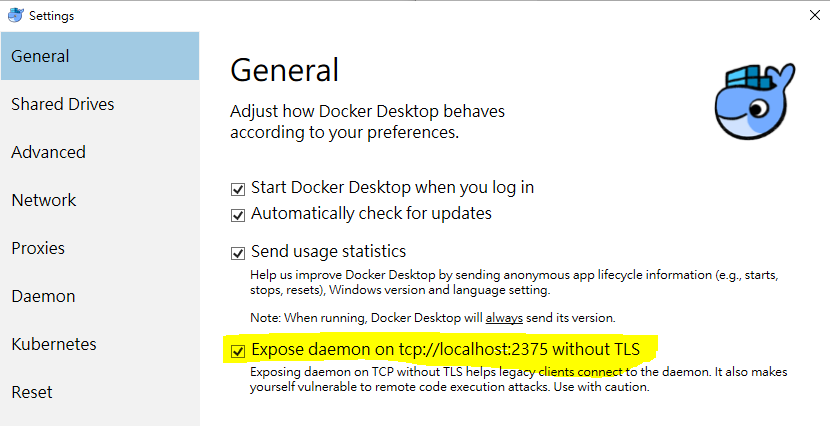 Settings
General
Shared Drives
Advanced
Network
Proxies
Daemon
Kubernetes
Reset
General
Adjust how Docker Desktop behaves
according to your preferences.
Start Docker Desktop when you log in
Automatically check for updates
Send usage statistics
Help us improve Docker Desktop by sending anonymous app lifecycle information (e.g., starts,
stops, resets), Windows version and language setting.
Note: When running, Docker Desktop will always send its version.
Expose daemon on tcp://localhost:2375 without TLS
Exposing daemon on TCP without TLS helps legacy clients connect to the daemon. It also makes
yourself vulnerable to remote code execution attacks. Use with caution.